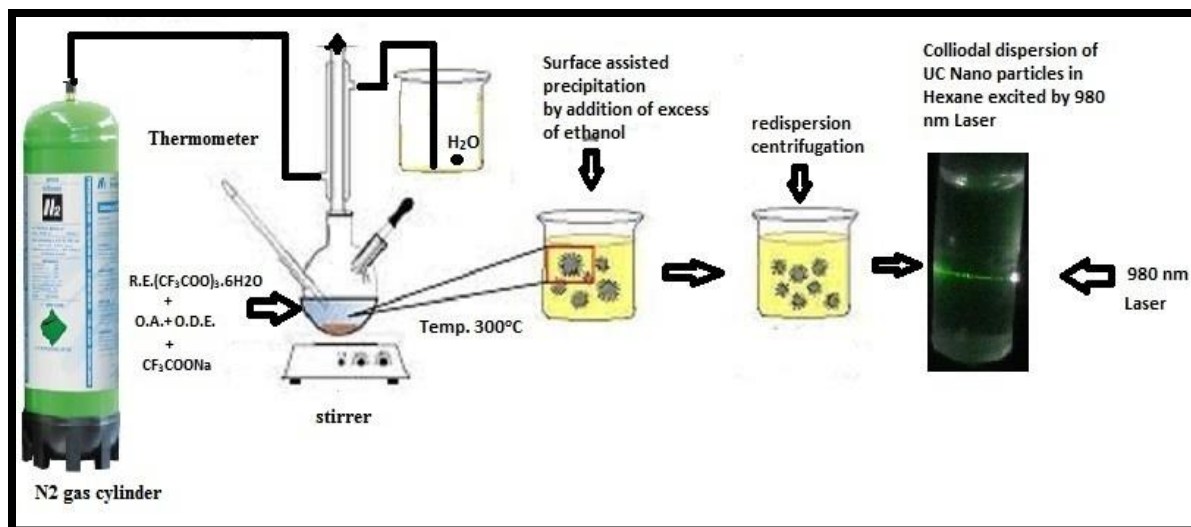 Thermometer
H₂O
Surface assisted
precipitation
by addition of excess
of ethanol
redispersion
centrifugation
Colliodal dispersion of
UC Nano particles in
Hexane excited by 980
nm Laser
N2
R.E.(CF₃COO)₃.6H2O
+
O.A.+ O.D.E.
+
CF₃COONa
Temp. 300°C
980 nm
Laser
stirrer
N2 gas cylinder